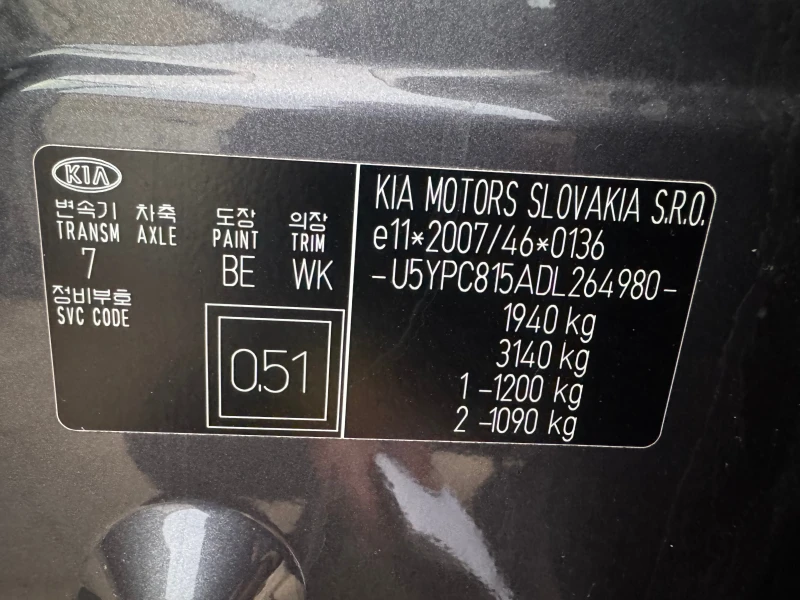 KIA
변속기 차축 도장 의장
TRANSM AXLE PAINT TRIM
7 BE WK
정비부호
SVC CODE
0.51
KIA MOTORS SLOVAKIA S.R.O.
e11*2007/46*0136
-U5YPC815ADL264980-
1940 kg
3140 kg
1 -1200 kg
2 -1090 kg